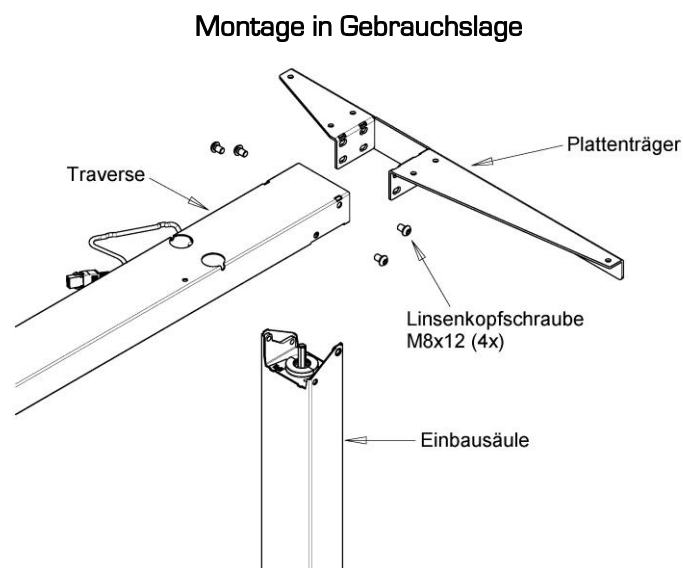 Montage in Gebrauchslage
Plattenträger
Traverse
Linsenkopfschraube
M8x12 (4x)
Einbausäule